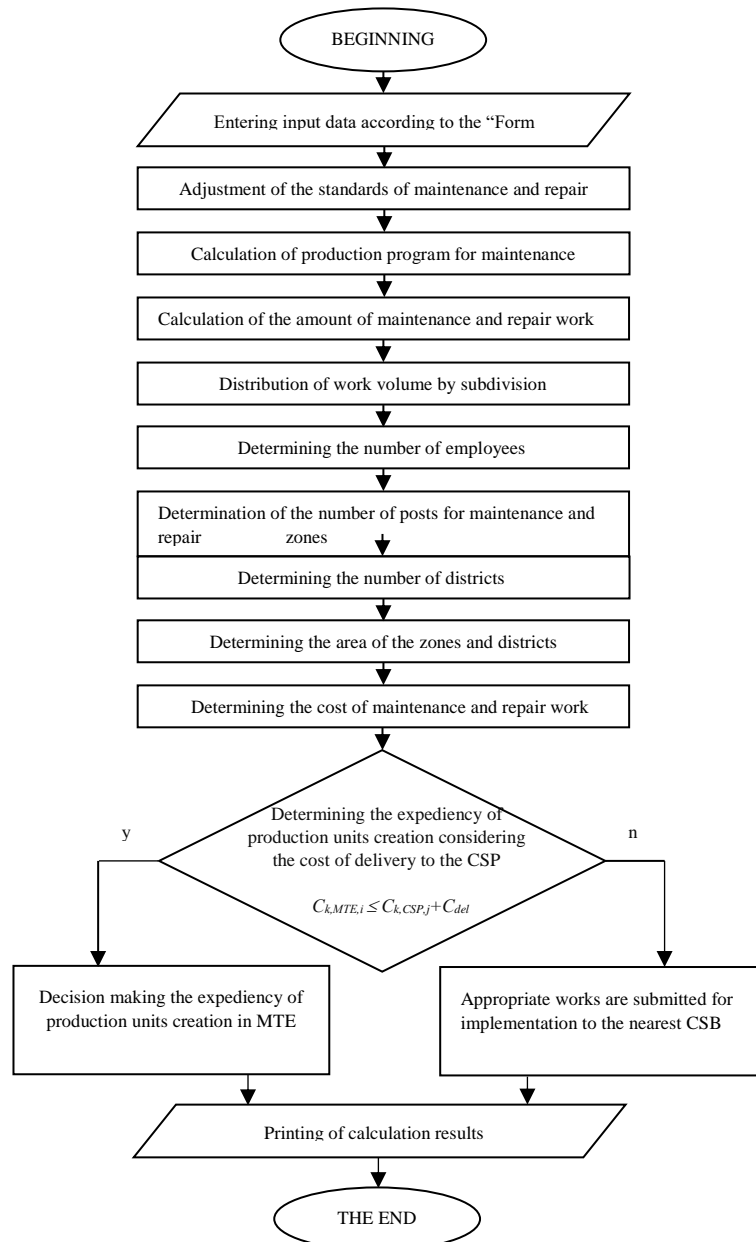 BEGINNING
Entering input data according to the “Form
Adjustment of the standards of maintenance and repair
Calculation of production program for maintenance
Calculation of the amount of maintenance and repair work
Distribution of work volume by subdivision
Determining the number of employees
Determination of the number of posts for maintenance and
repair zones
Determining the number of districts
Determining the area of the zones and districts
Determining the cost of maintenance and repair work
Determining the expediency of
production units creation considering
the cost of delivery to the CSP
C_{k,MTE,i} ≤ C_{k,CSP,j}+C_{del}
y
n
Decision making the expediency of
production units creation in MTE
Appropriate works are submitted for
implementation to the nearest CSB
Printing of calculation results
THE END